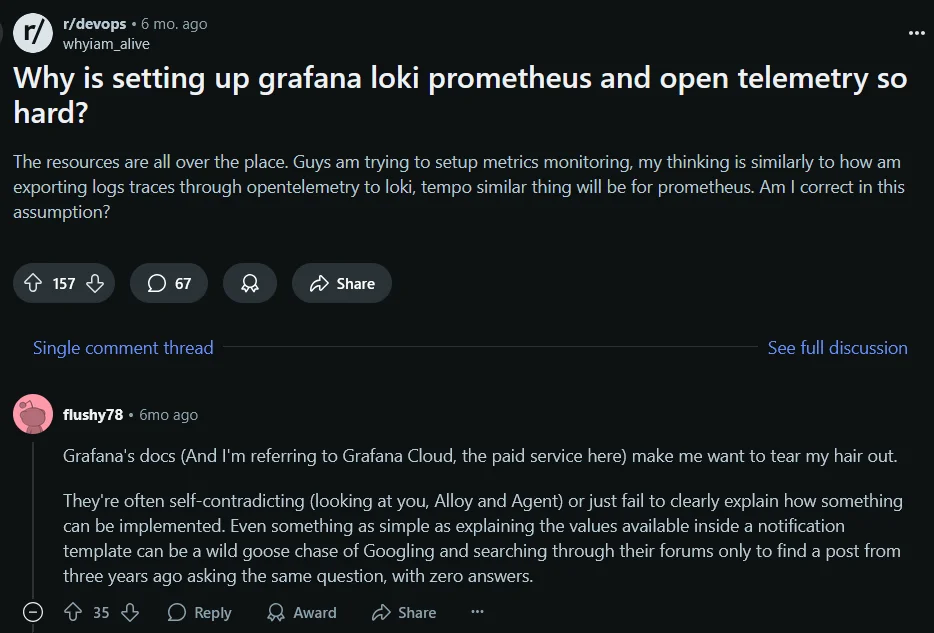 r/devops • 6 mo. ago
whyiam_alive
Why is setting up grafana loki prometheus and open telemetry so
hard?
The resources are all over the place. Guys am trying to setup metrics monitoring, my thinking is similarly to how am
exporting logs traces through opentelemetry to loki, tempo similar thing will be for prometheus. Am I correct in this
assumption?
157
67
Share
Single comment thread
See full discussion
flushy78 • 6mo ago
Grafana's docs (And I'm referring to Grafana Cloud, the paid service here) make me want to tear my hair out.
They're often self-contradicting (looking at you, Alloy and Agent) or just fail to clearly explain how something
can be implemented. Even something as simple as explaining the values available inside a notification
template can be a wild goose chase of Googling and searching through their forums only to find a post from
three years ago asking the same question, with zero answers.
35
Reply
Award
Share